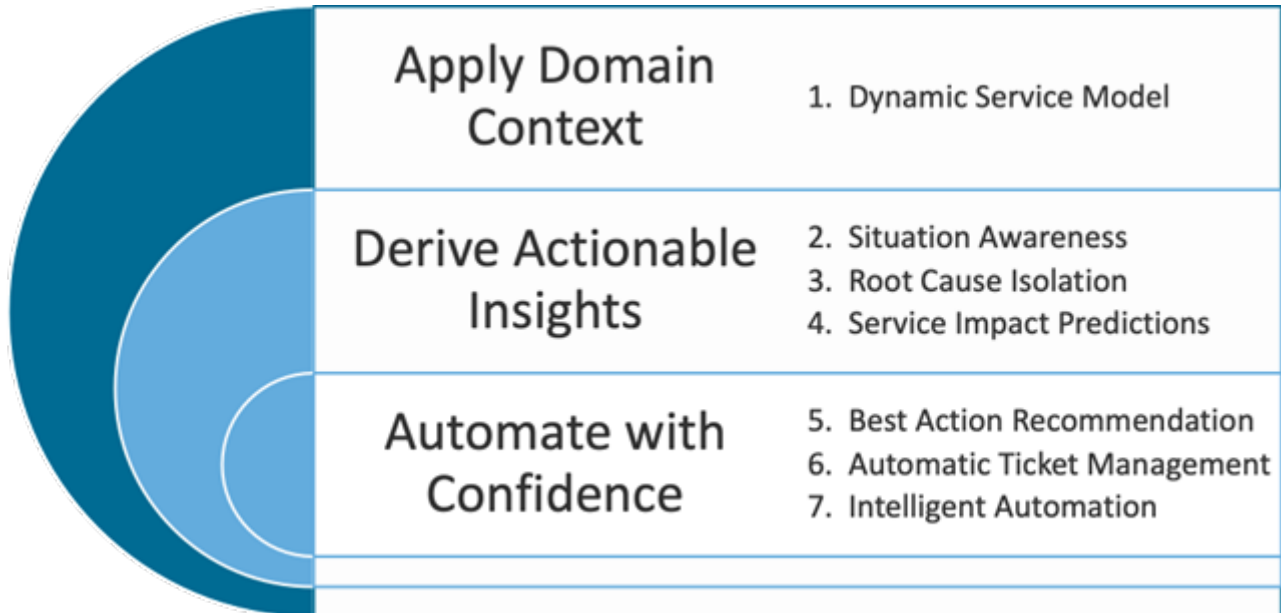 Apply Domain
Context
1. Dynamic Service Model
Derive Actionable
Insights
2. Situation Awareness
3. Root Cause Isolation
4. Service Impact Predictions
Automate with
Confidence
5. Best Action Recommendation
6. Automatic Ticket Management
7. Intelligent Automation